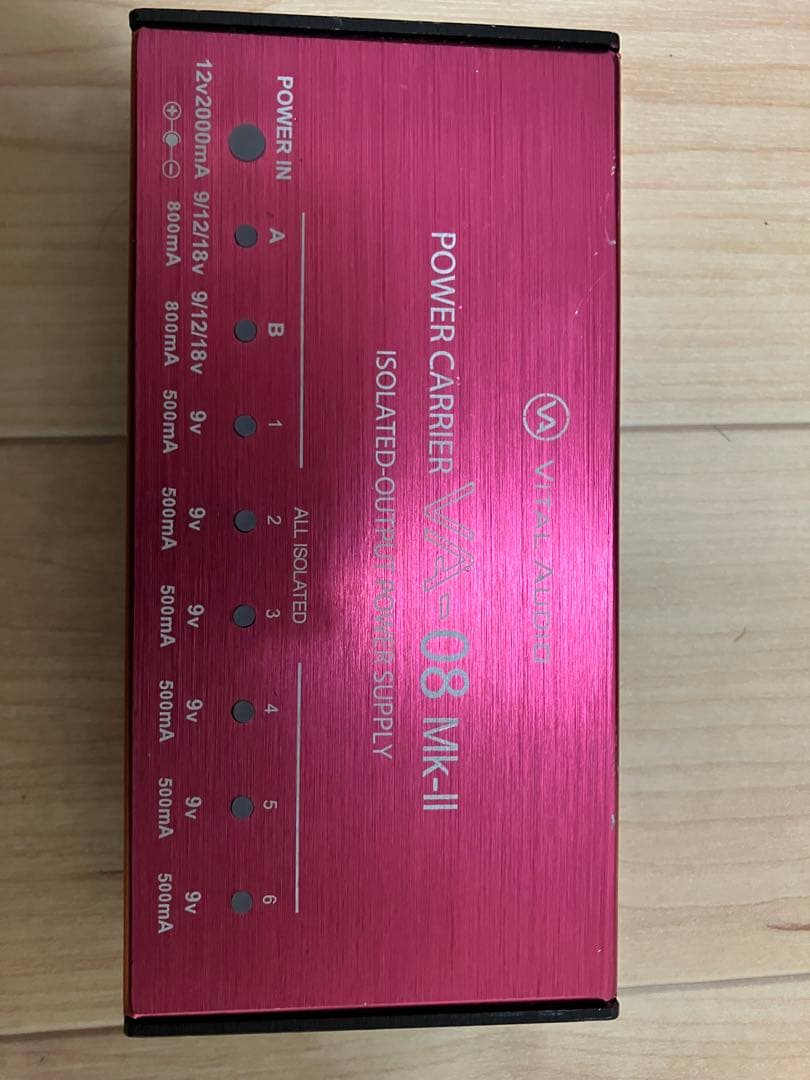 VITAL AUDIO
POWER CARRIER VA-08 Mk-II
ISOLATED-OUTPUT POWER SUPPLY
ALL ISOLATED
POWER IN A B 1 2 3 4 5 6
12v2000mA 9/12/18v 9/12/18v 9v 9v 9v 9v 9v 9v
800mA 800mA 500mA 500mA 500mA 500mA 500mA 500mA